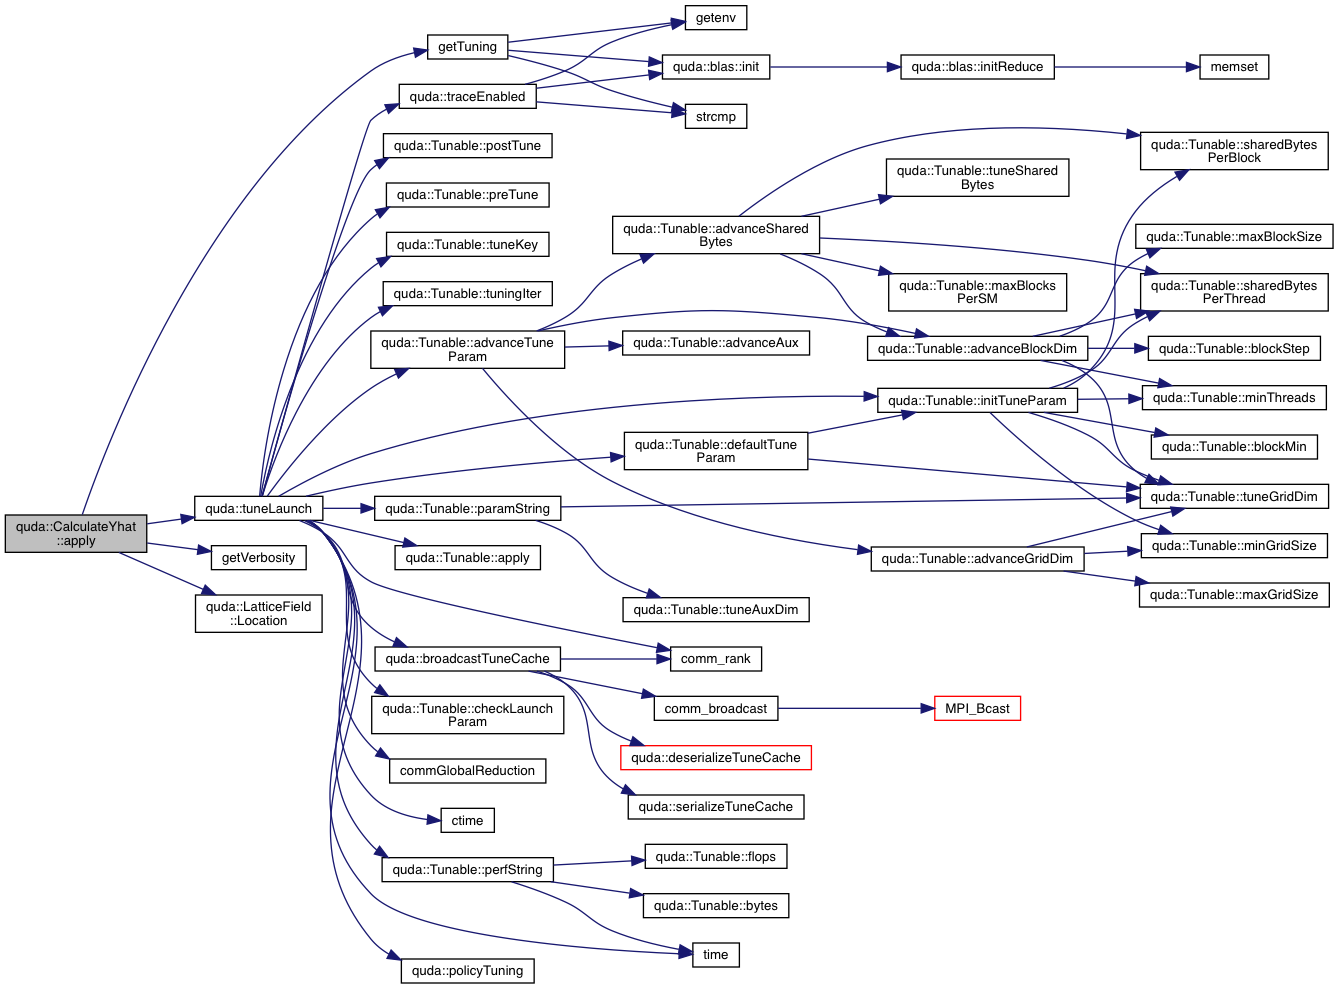 quda::CalculateYhat
::apply
getTuning
quda::tuneLaunch
getVerbosity
quda::LatticeField
::Location
quda::traceEnabled
quda::Tunable::postTune
quda::Tunable::preTune
quda::Tunable::tuneKey
quda::Tunable::tuningIter
quda::Tunable::advanceTune
Param
quda::Tunable::paramString
quda::Tunable::apply
quda::broadcastTuneCache
quda::Tunable::checkLaunch
Param
commGlobalReduction
ctime
quda::Tunable::perfString
quda::policyTuning
getenv
quda::blas::init
strcmp
quda::Tunable::advanceShared
Bytes
quda::Tunable::advanceAux
quda::Tunable::defaultTune
Param
quda::Tunable::tuneAuxDim
comm_rank
comm_broadcast
quda::deserializeTuneCache
quda::serializeTuneCache
quda::Tunable::flops
quda::Tunable::bytes
time
quda::blas::initReduce
quda::Tunable::tuneShared
Bytes
quda::Tunable::maxBlocks
PerSM
quda::Tunable::advanceBlockDim
quda::Tunable::initTuneParam
quda::Tunable::advanceGridDim
MPI_Bcast
memset
quda::Tunable::sharedBytes
PerBlock
quda::Tunable::maxBlockSize
quda::Tunable::sharedBytes
PerThread
quda::Tunable::blockStep
quda::Tunable::minThreads
quda::Tunable::blockMin
quda::Tunable::tuneGridDim
quda::Tunable::minGridSize
quda::Tunable::maxGridSize